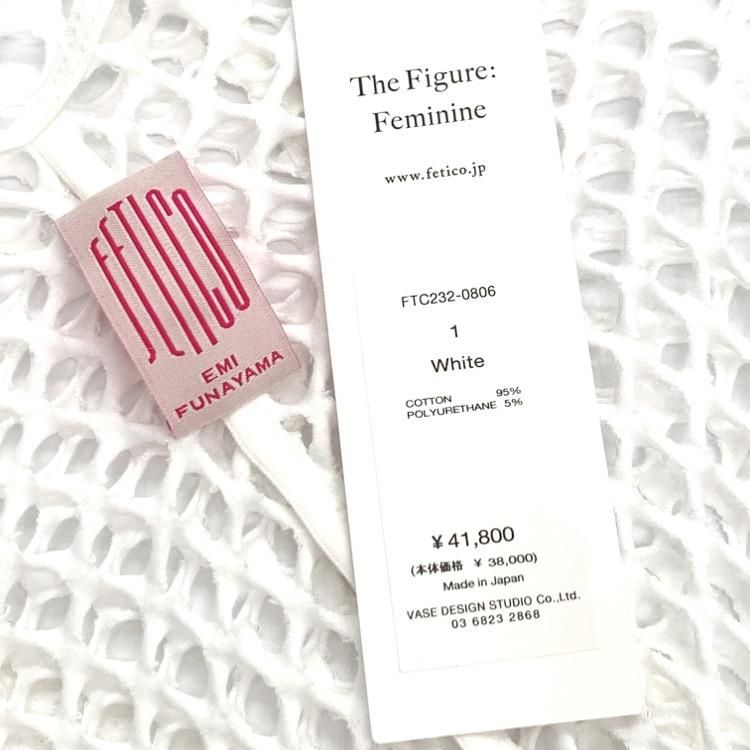 FETICO
EMI
FUNAYAMA
The Figure:
Feminine
www.fetico.jp
FTC232-0806
1
White
COTTON 95%
POLYURETHANE 5%
¥41,800
(本体価格 ¥ 38,000)
Made in Japan
VASE DESIGN STUDIO Co.,Ltd.
03 6823 2868